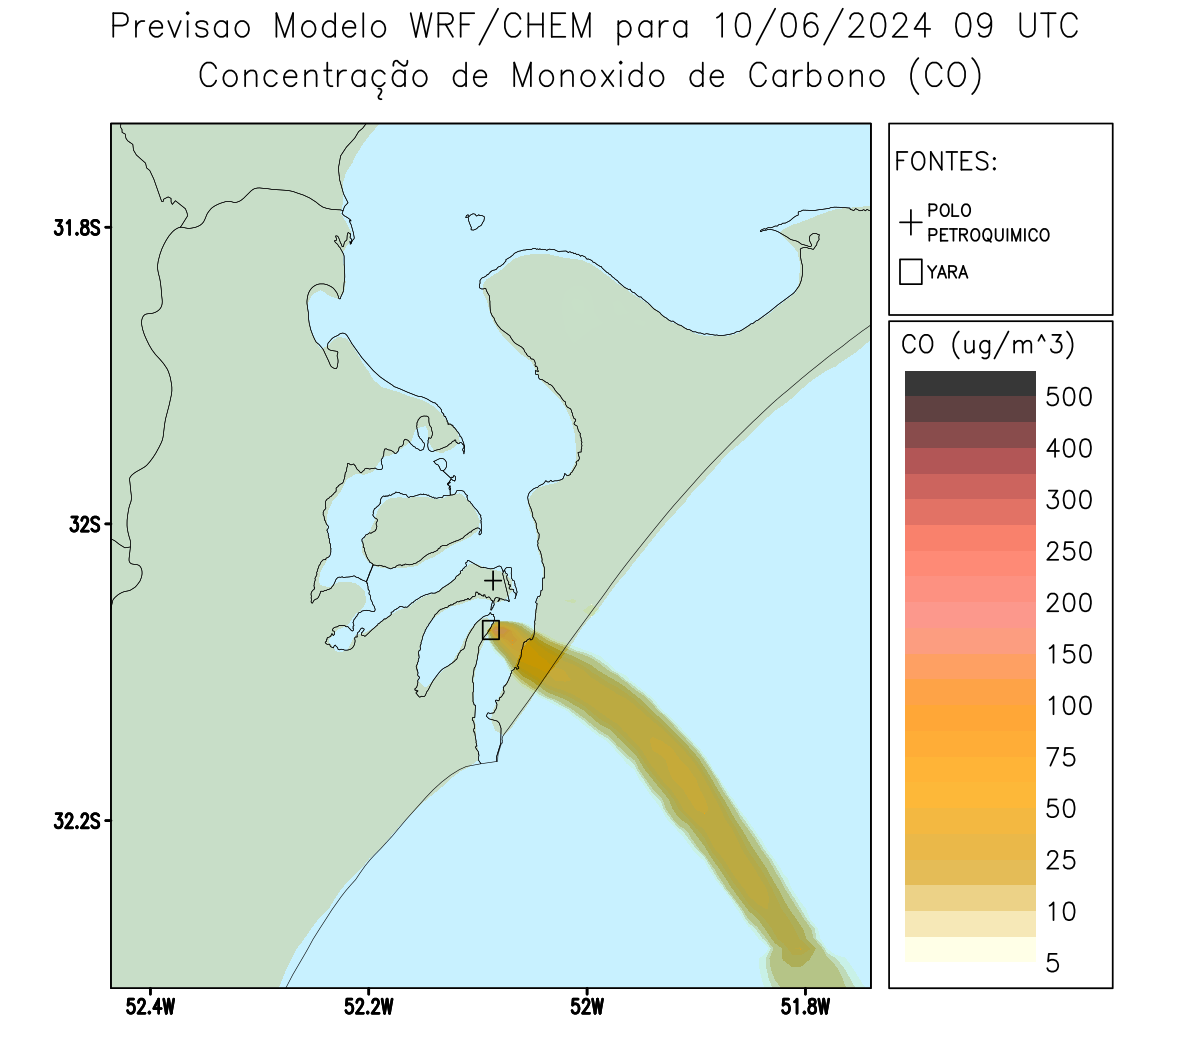 Previsao Modelo WRF/CHEM para 10/06/2024 09 UTC
Concentração de Monoxido de Carbono (CO)
FONTES:
POLO
PETROQUIMICO
YARA
CO (ug/m^3)
500
400
300
250
200
150
100
75
50
25
10
5
31.8S
32S
32.2S
52.4W
52.2W
52W
51.8W